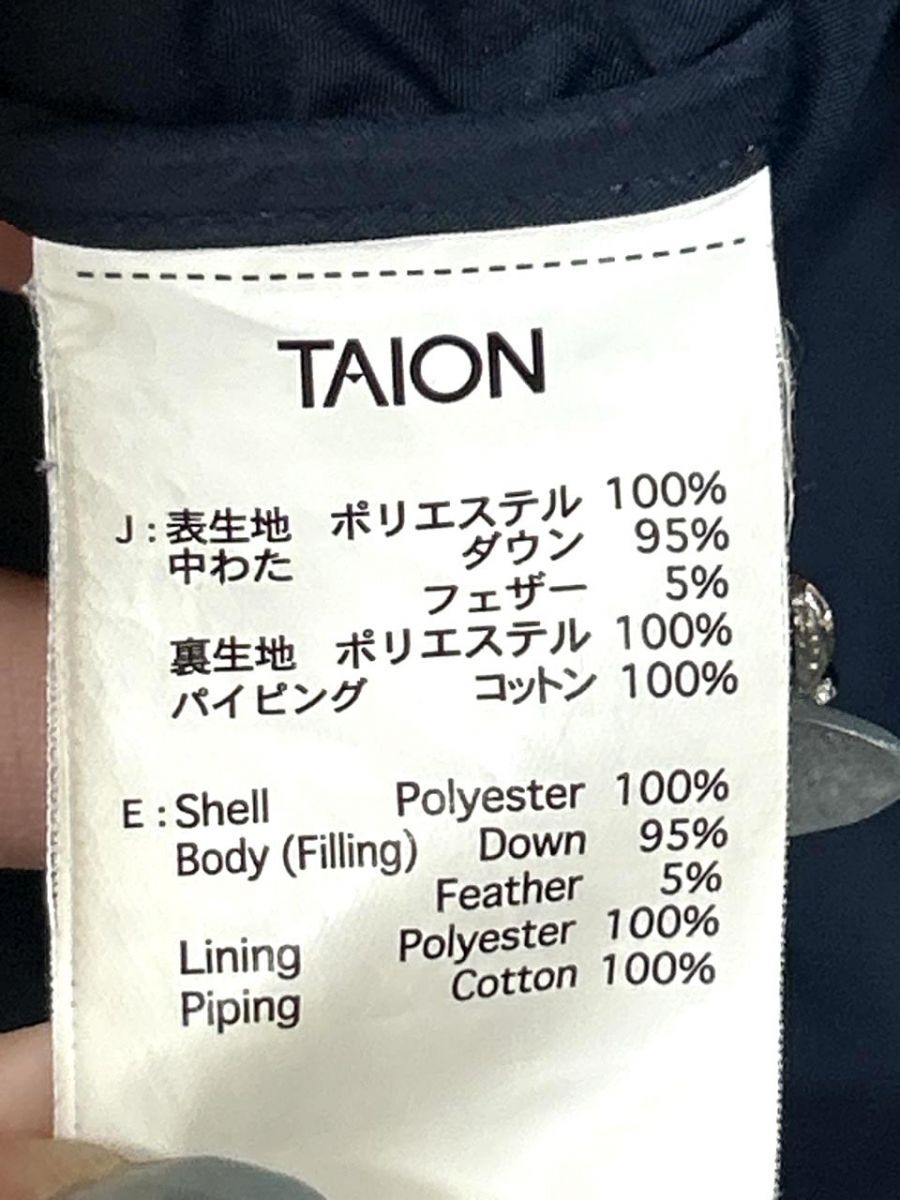 TAION
J：表生地　ポリエステル 100%
中わた　ダウン 95%
フェザー 5%
裏生地　ポリエステル 100%
パイピング　コットン 100%
E：Shell Polyester 100%
Body (Filling) Down 95%
Feather 5%
Lining Polyester 100%
Piping Cotton 100%